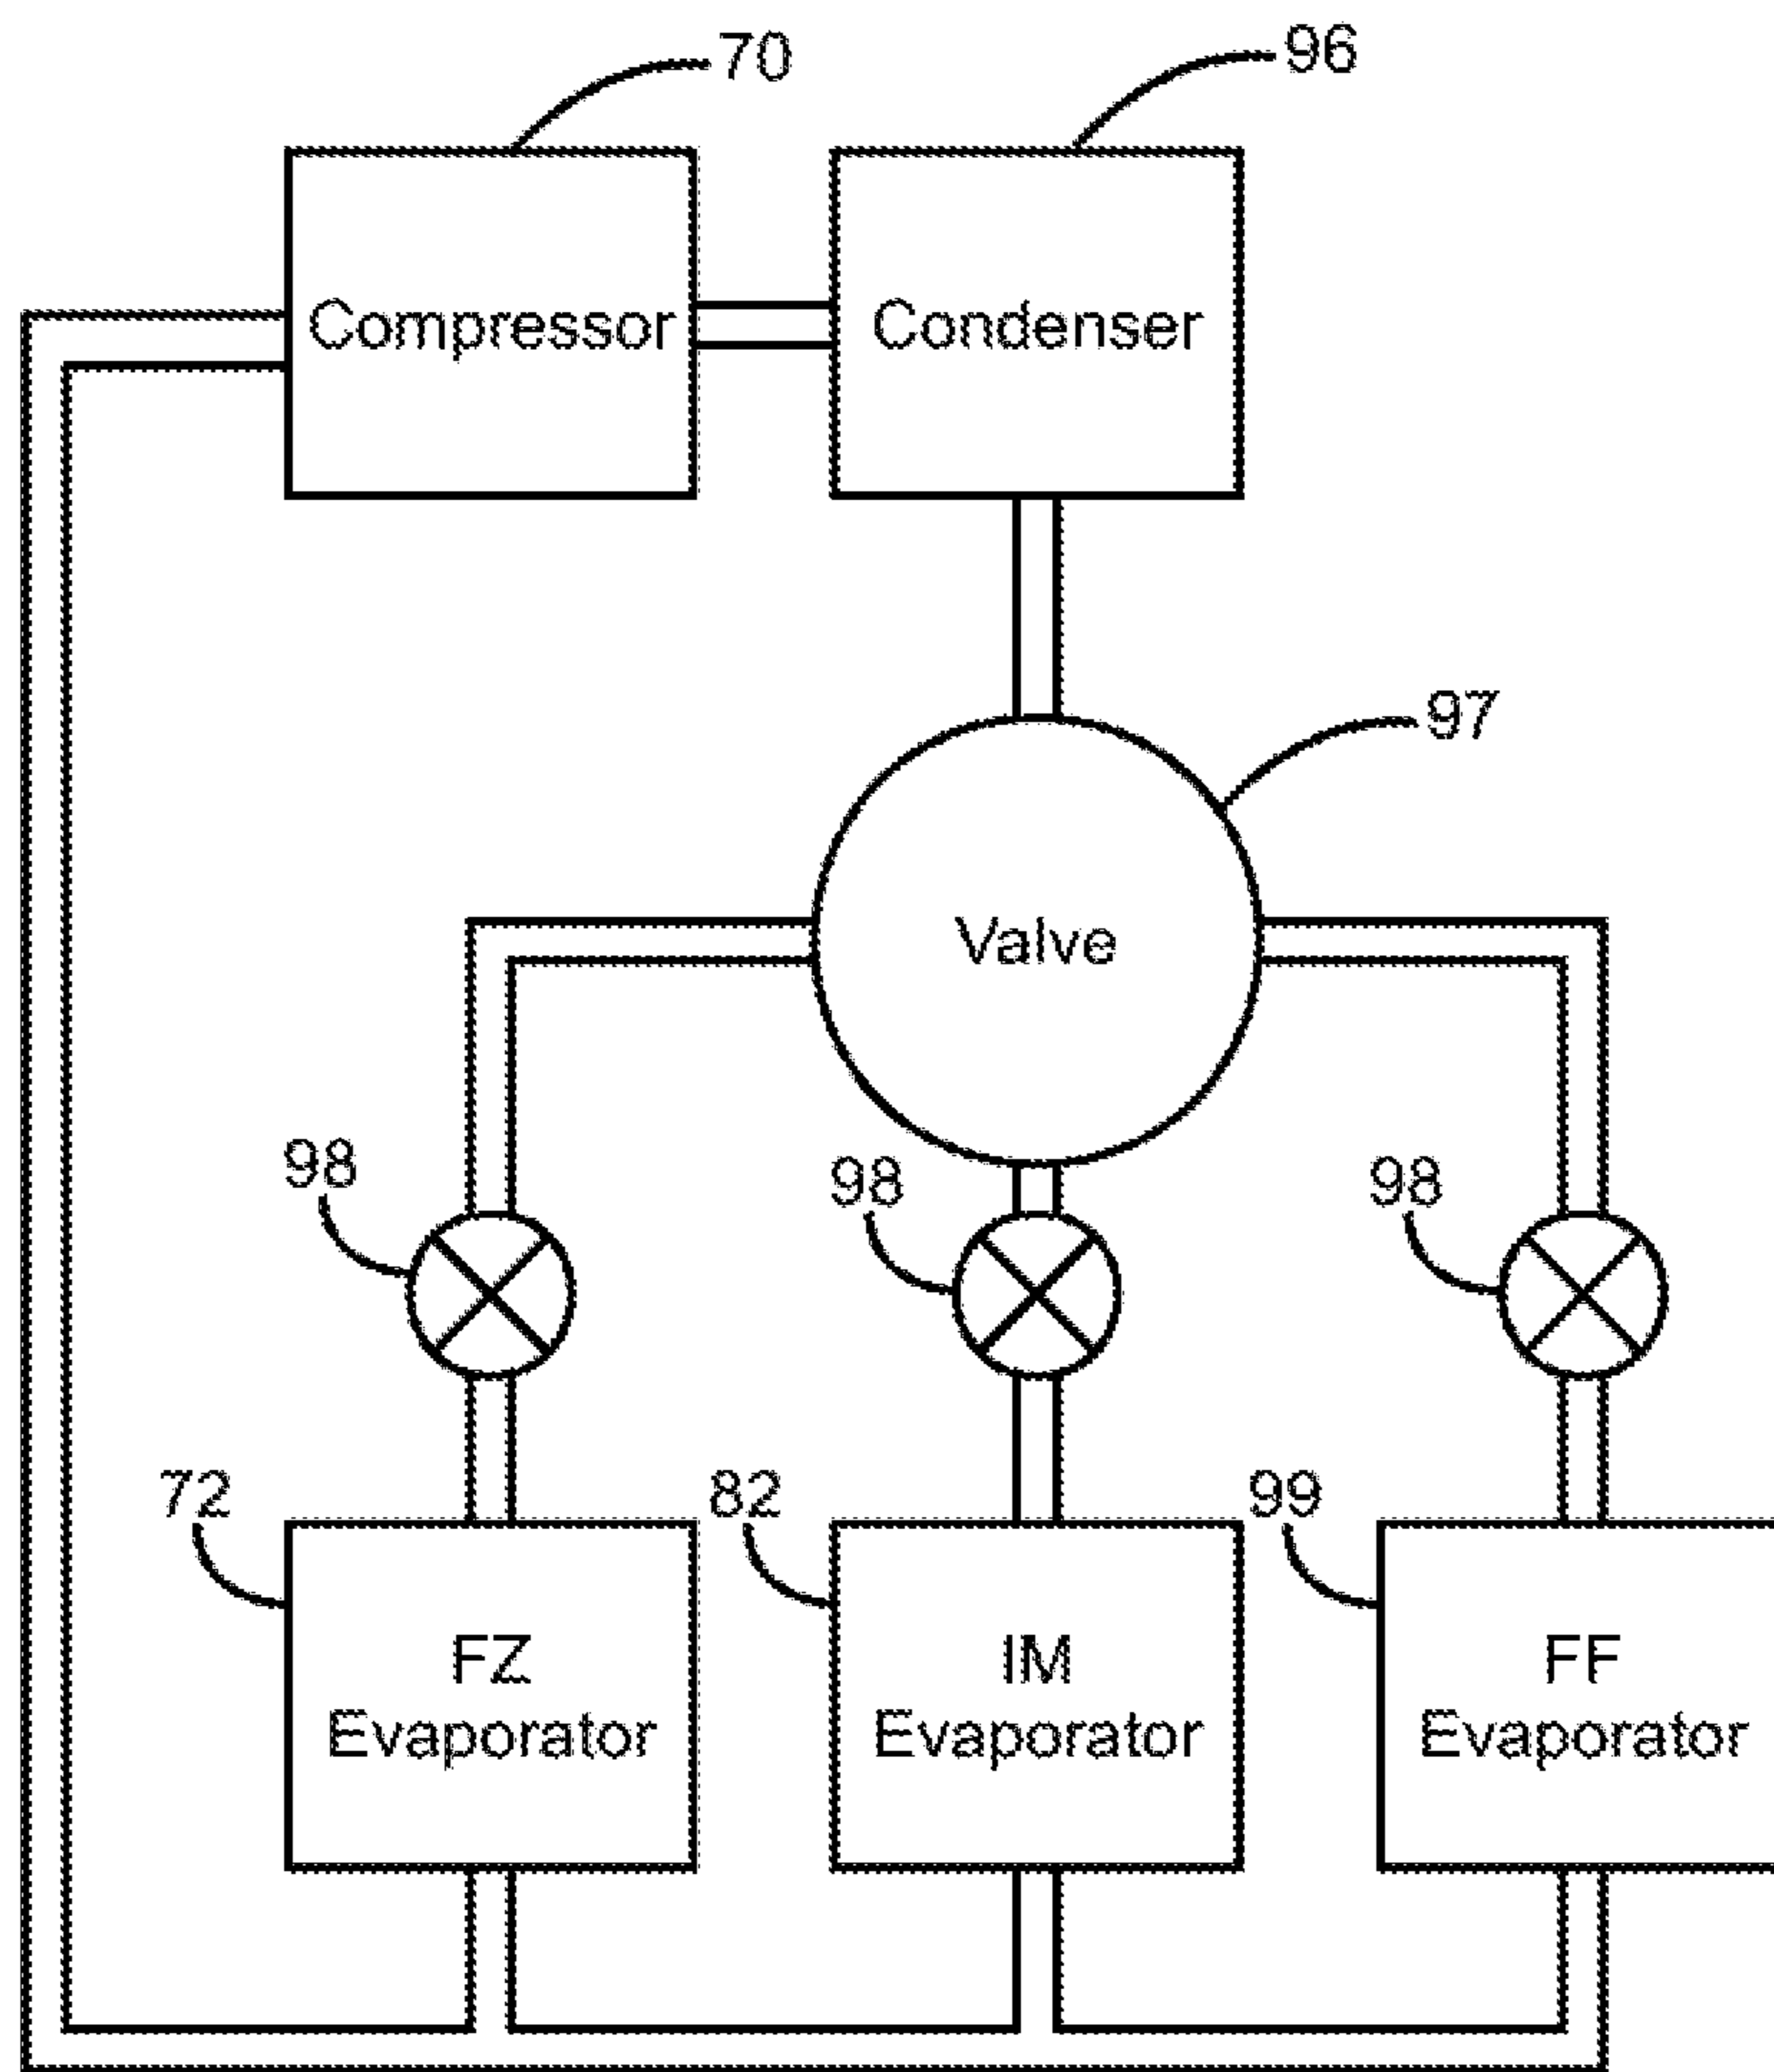 70
96
Compressor
Condenser
97
Valve
98
98
98
72
82
99
FZ
Evaporator
IM
Evaporator
FF
Evaporator